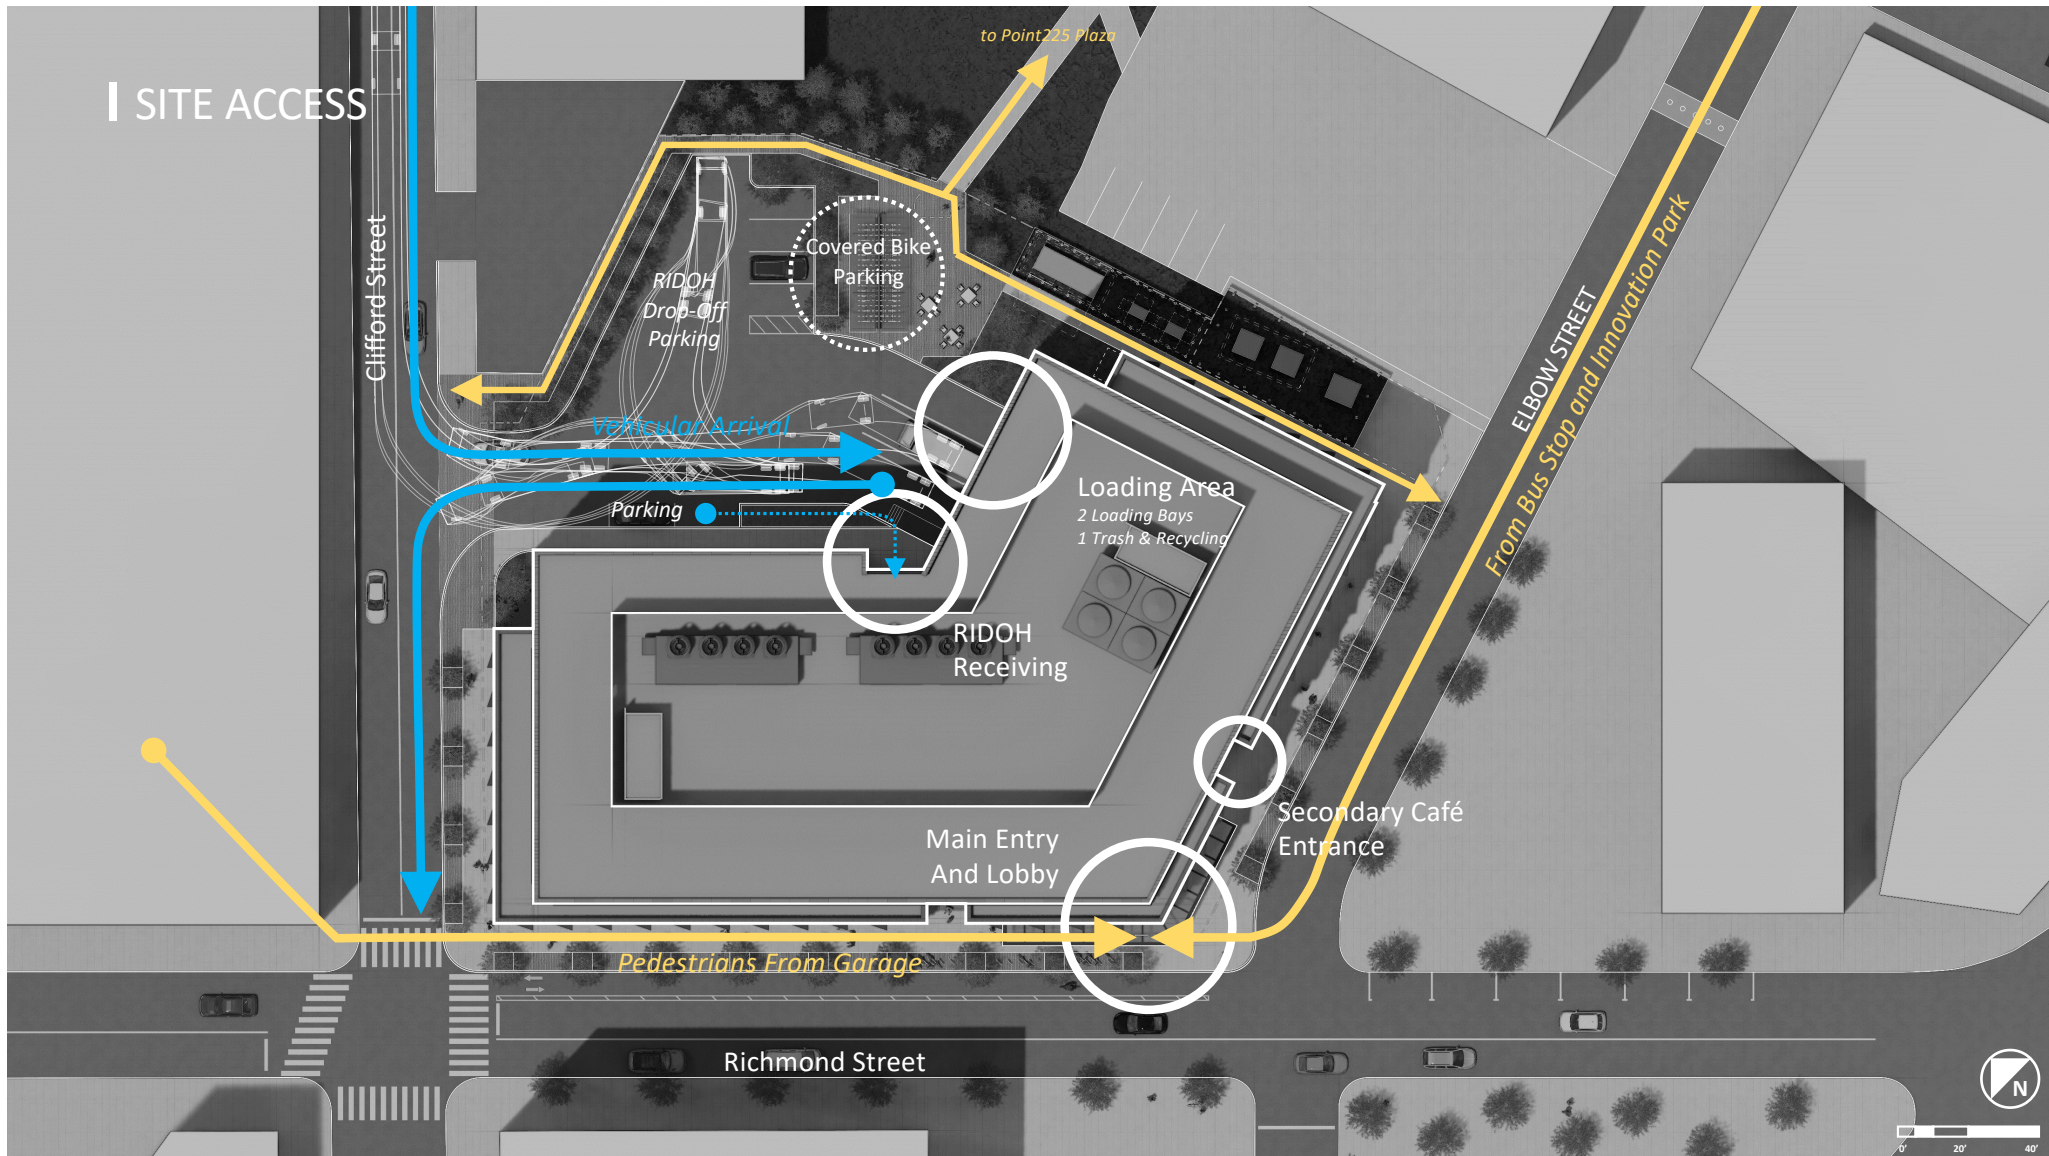 SITE ACCESS
to Point225 Plaza
Clifford Street
Covered Bike
Parking
RIDOH
Drop-Off
Parking
Vehicular Arrival
Parking
Loading Area
2 Loading Bays
1 Trash & Recycling
ELBOW STREET
From Bus Stop and Innovation Park
RIDOH
Receiving
Secondary Café
Entrance
Main Entry
And Lobby
Pedestrians From Garage
Richmond Street
N
0' 20' 40'